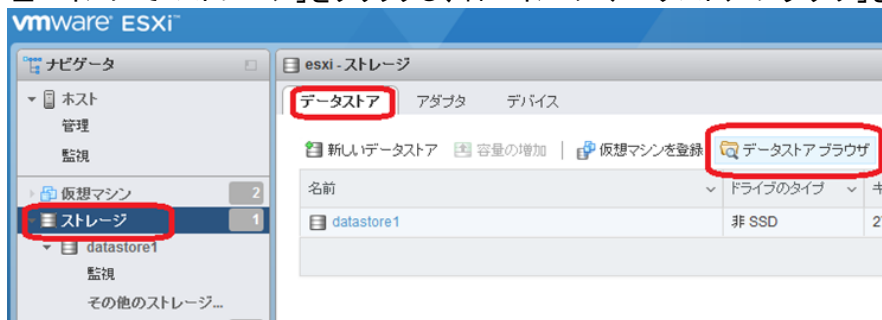 vmware ESXi™
ナビゲータ
ホスト
管理
監視
仮想マシン 2
ストレージ 1
datastore1
監視
その他のストレージ...
esxi - ストレージ
データストア アダプタ デバイス
新しいデータストア 容量の増加 仮想マシンを登録 データストア ブラウザ
名前 ドライブのタイプ
datastore1 非 SSD